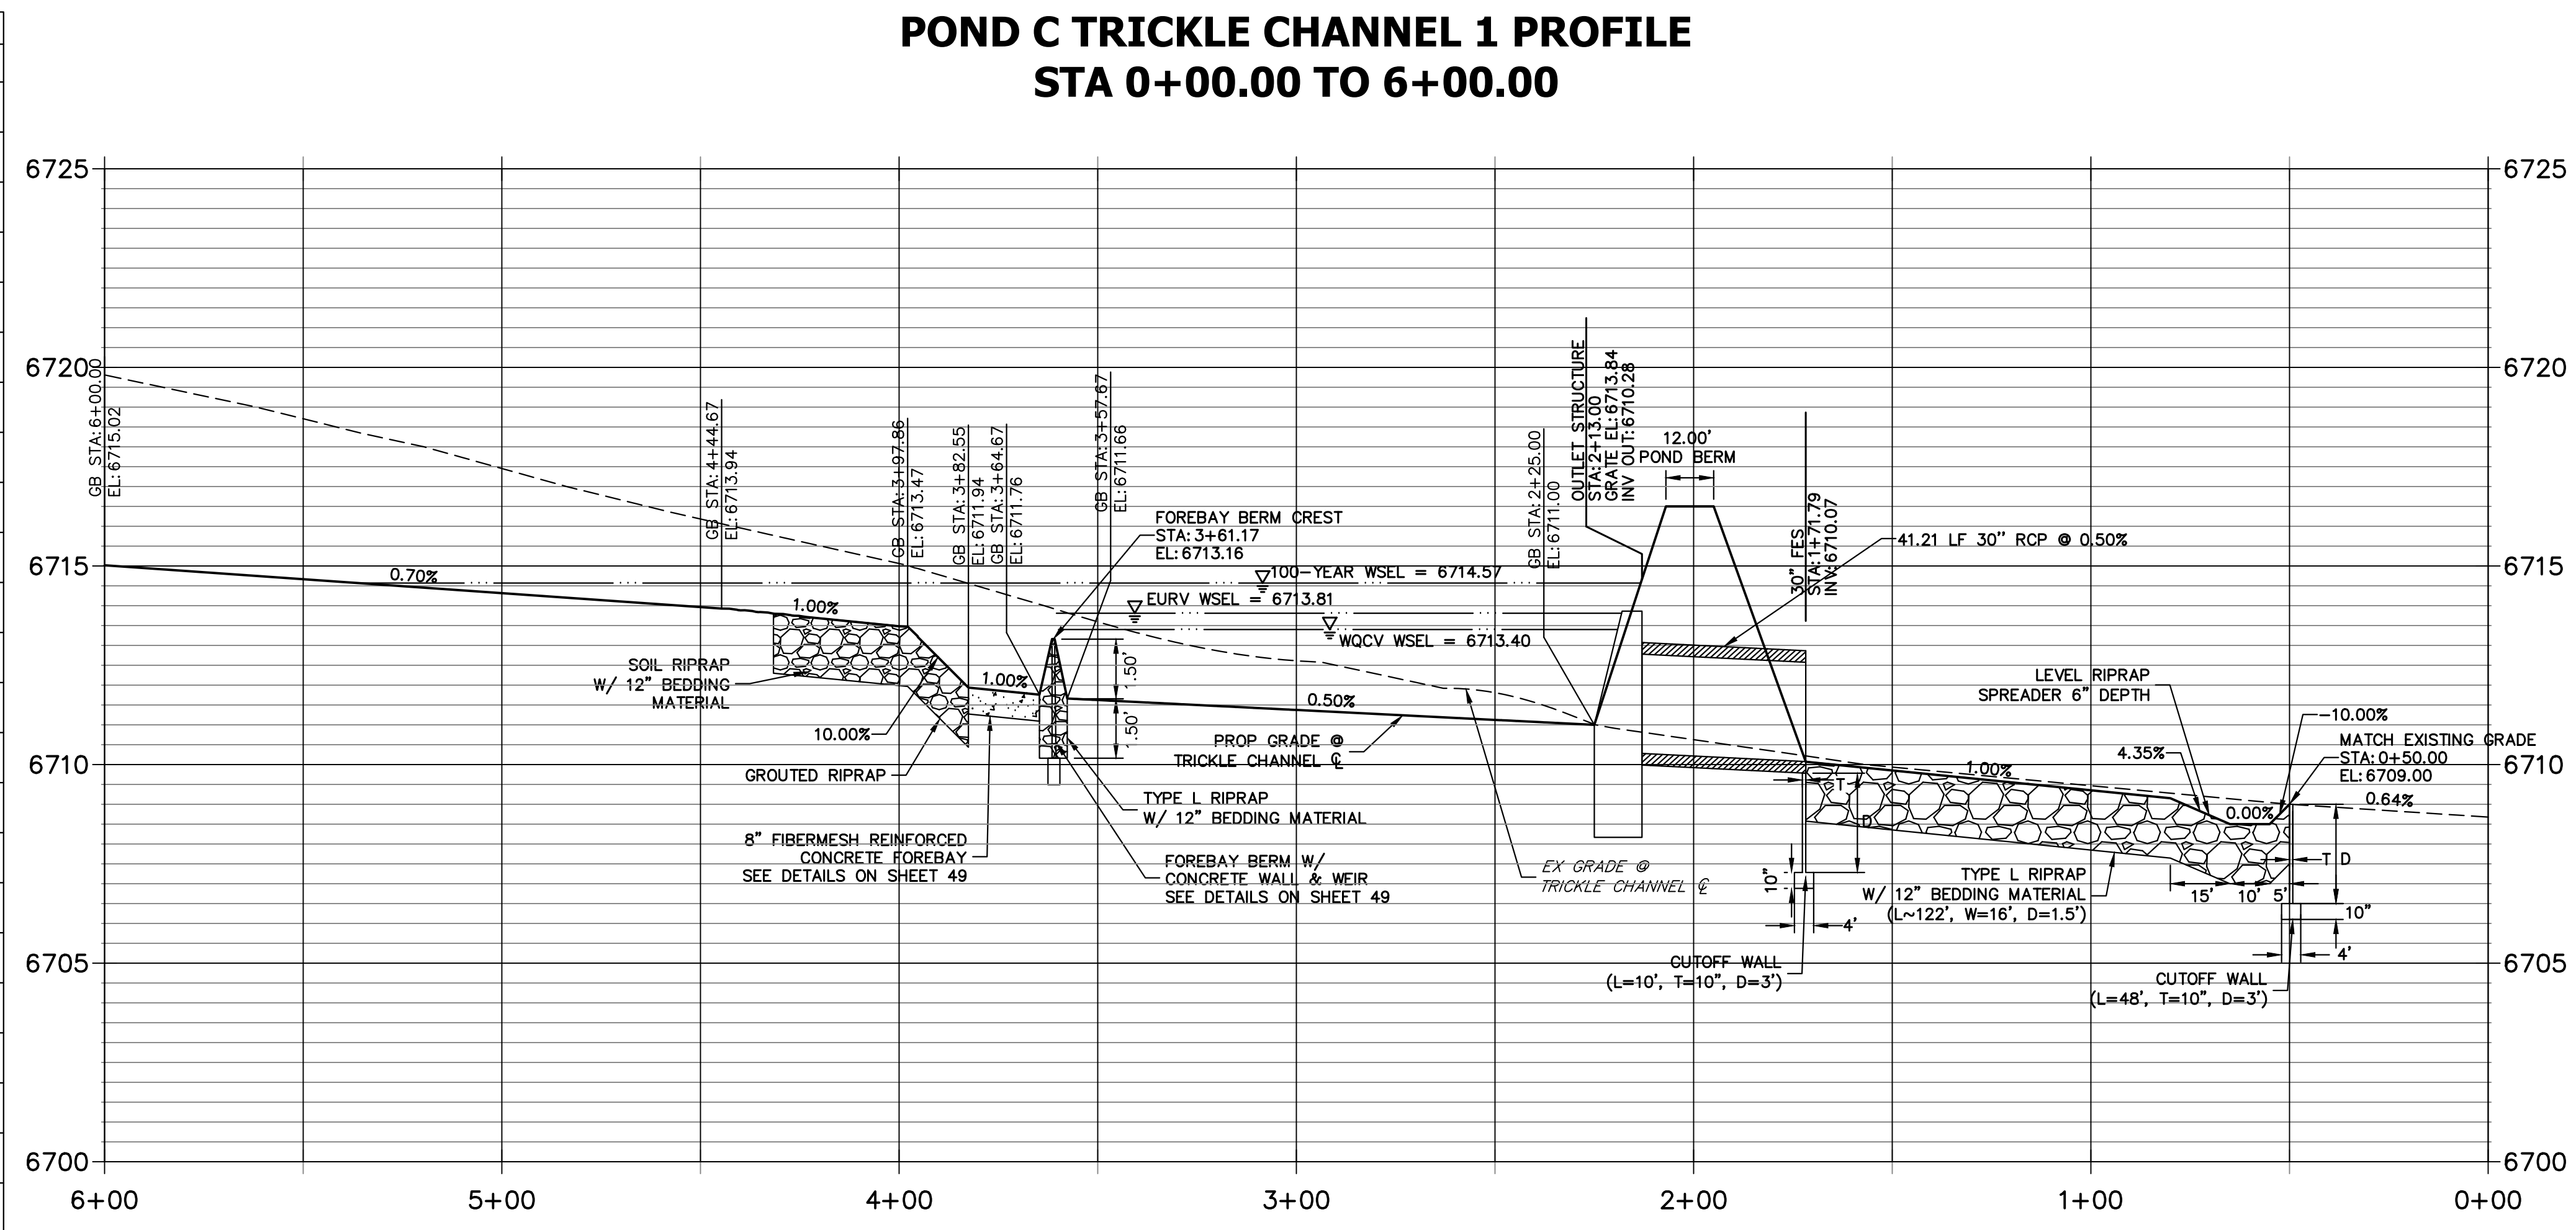 POND C TRICKLE CHANNEL 1 PROFILE
STA 0+00.00 TO 6+00.00
6725
6720
6715
6710
6705
6700
6725
6720
6715
6710
6705
6700
6+00
5+00
4+00
3+00
2+00
1+00
0+00
GB STA:6+00.00
EL:6715.02
0.70%
GB STA:4+44.67
EL:6713.94
1.00%
GB STA:3+97.86
EL:6713.47
GB STA:3+82.55
EL:6711.94
GB STA:3+64.67
EL:6711.76
GB STA:3+57.67
EL:6711.66
SOIL RIPRAP
W/ 12" BEDDING
MATERIAL
10.00%
GROUTED RIPRAP
1.00%
8" FIBERMESH REINFORCED
CONCRETE FOREBAY
SEE DETAILS ON SHEET 49
FOREBAY BERM CREST
STA:3+61.17
EL:6713.16
1.50'
1.50'
TYPE L RIPRAP
W/ 12" BEDDING MATERIAL
FOREBAY BERM W/
CONCRETE WALL & WEIR
SEE DETAILS ON SHEET 49
100-YEAR WSEL = 6714.57
EURV WSEL = 6713.81
WQCV WSEL = 6713.40
0.50%
PROP GRADE @
TRICKLE CHANNEL ℄
EX GRADE @
TRICKLE CHANNEL ℄
GB STA:2+25.00
EL:6711.00
OUTLET STRUCTURE
STA:2+13.00
GRATE EL:6713.84
INV OUT:6710.28
12.00'
POND BERM
30" FES
STA:1+71.79
INV:6710.07
41.21 LF 30" RCP @ 0.50%
T
D
10"
4'
CUTOFF WALL
(L=10', T=10", D=3')
1.00%
TYPE L RIPRAP
W/ 12" BEDDING MATERIAL
(L~122', W=16', D=1.5')
LEVEL RIPRAP
SPREADER 6" DEPTH
4.35%
0.00%
-10.00%
MATCH EXISTING GRADE
STA:0+50.00
EL:6709.00
0.64%
15'
10'
5'
T
D
10"
4'
CUTOFF WALL
(L=48', T=10", D=3')